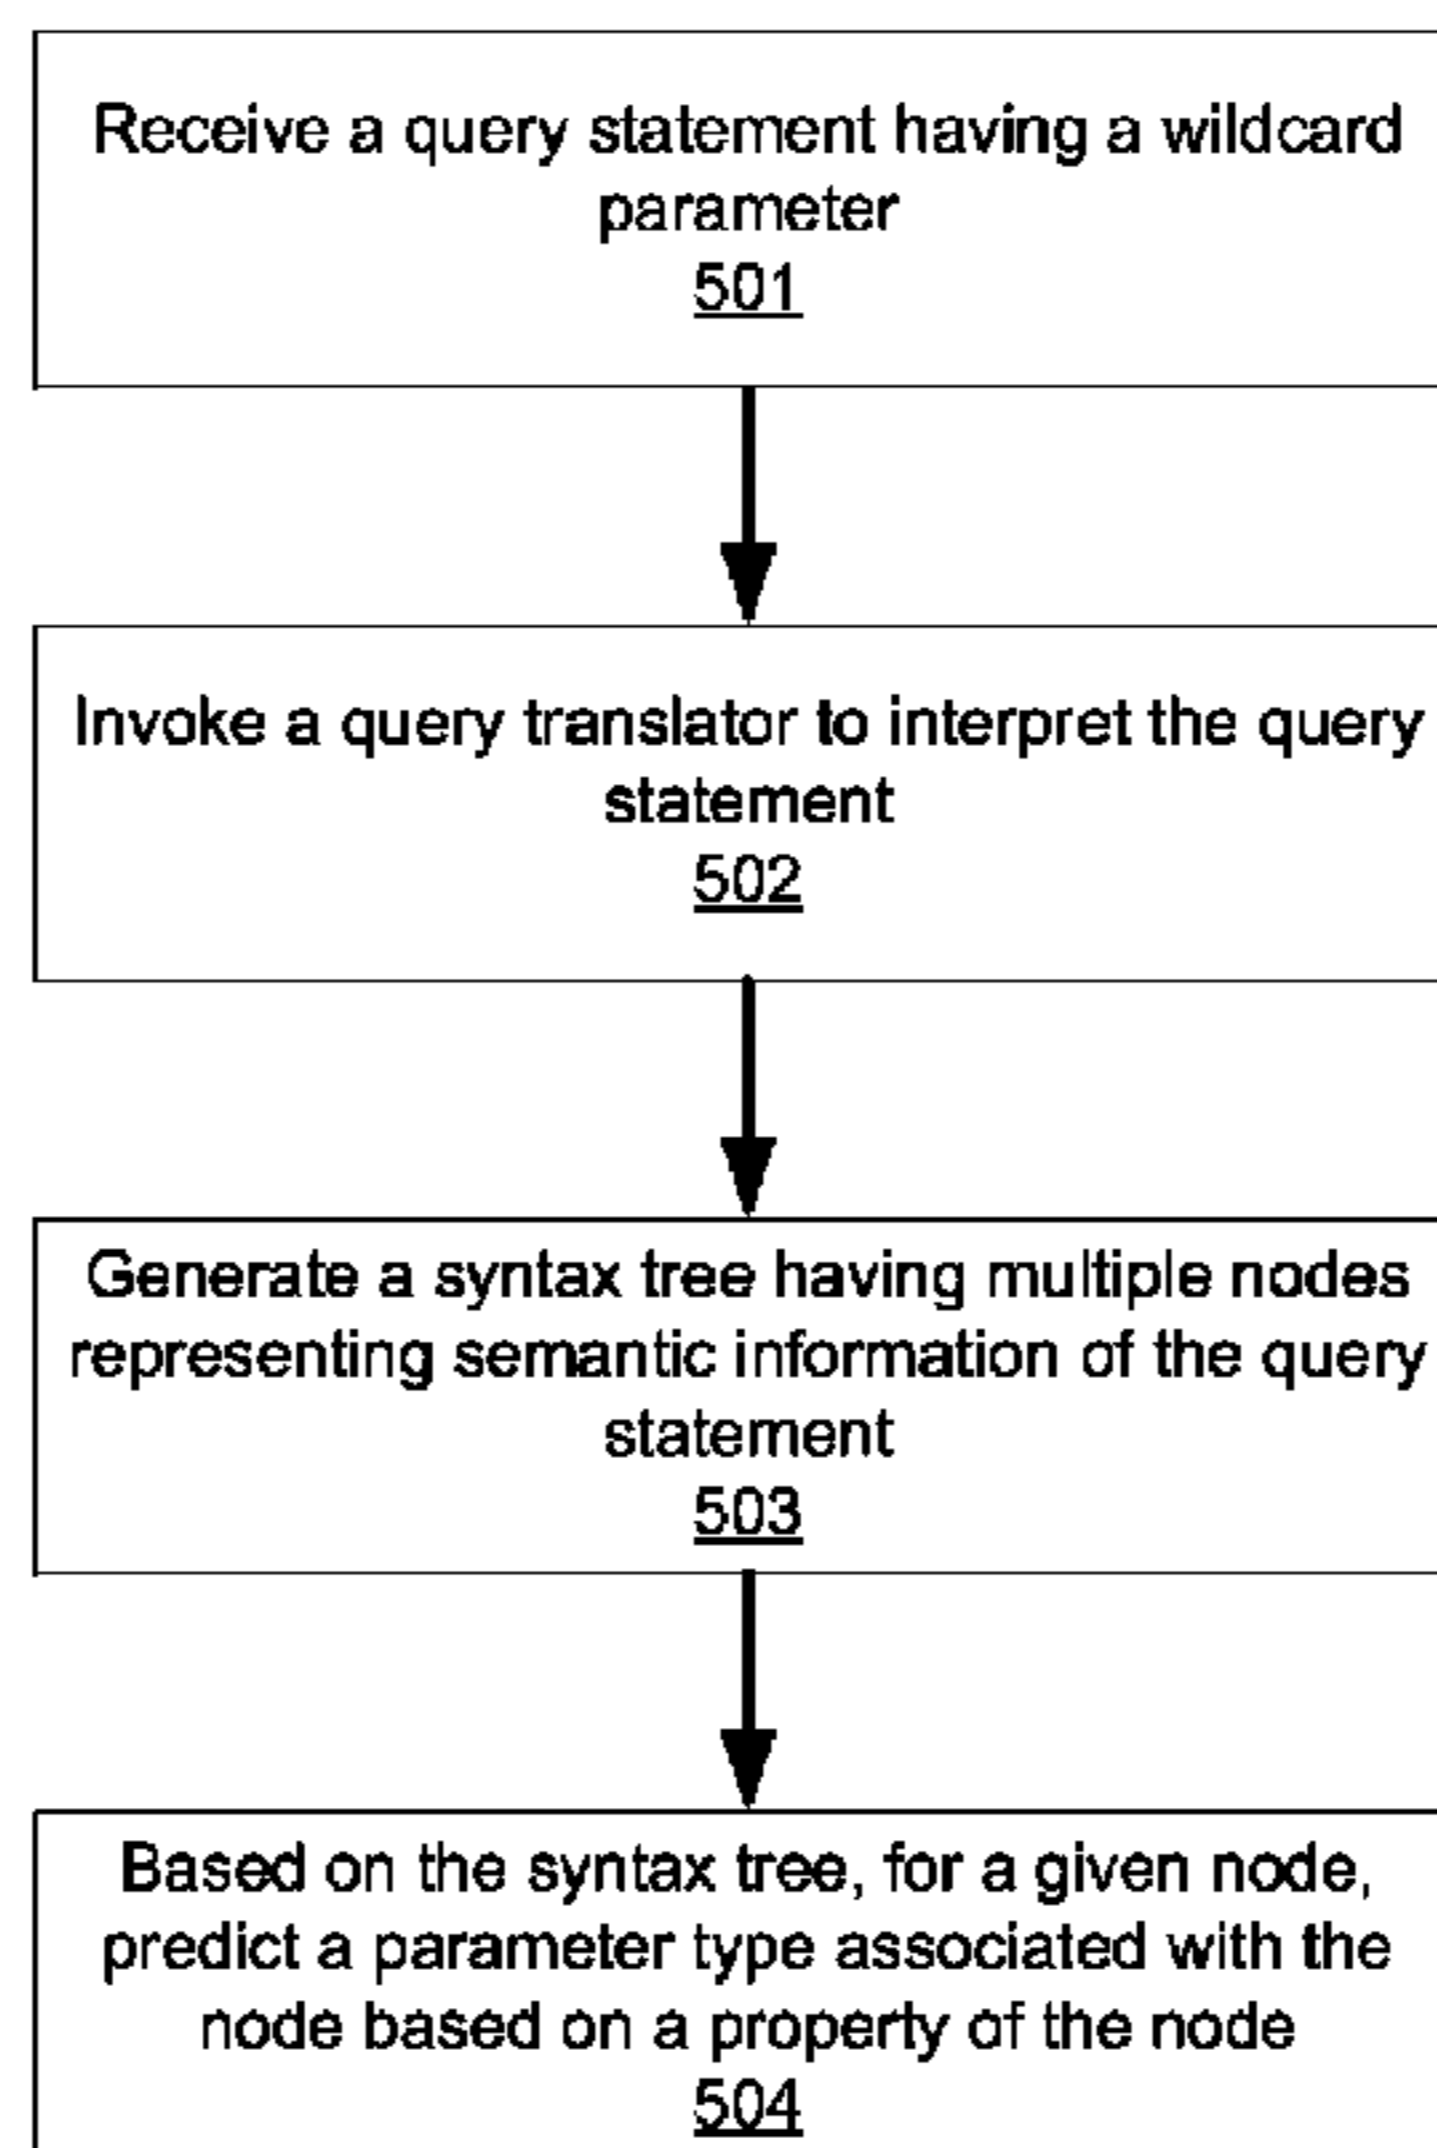 Receive a query statement having a wildcard
parameter
501
Invoke a query translator to interpret the query
statement
502
Generate a syntax tree having multiple nodes
representing semantic information of the query
statement
503
Based on the syntax tree, for a given node,
predict a parameter type associated with the
node based on a property of the node
504